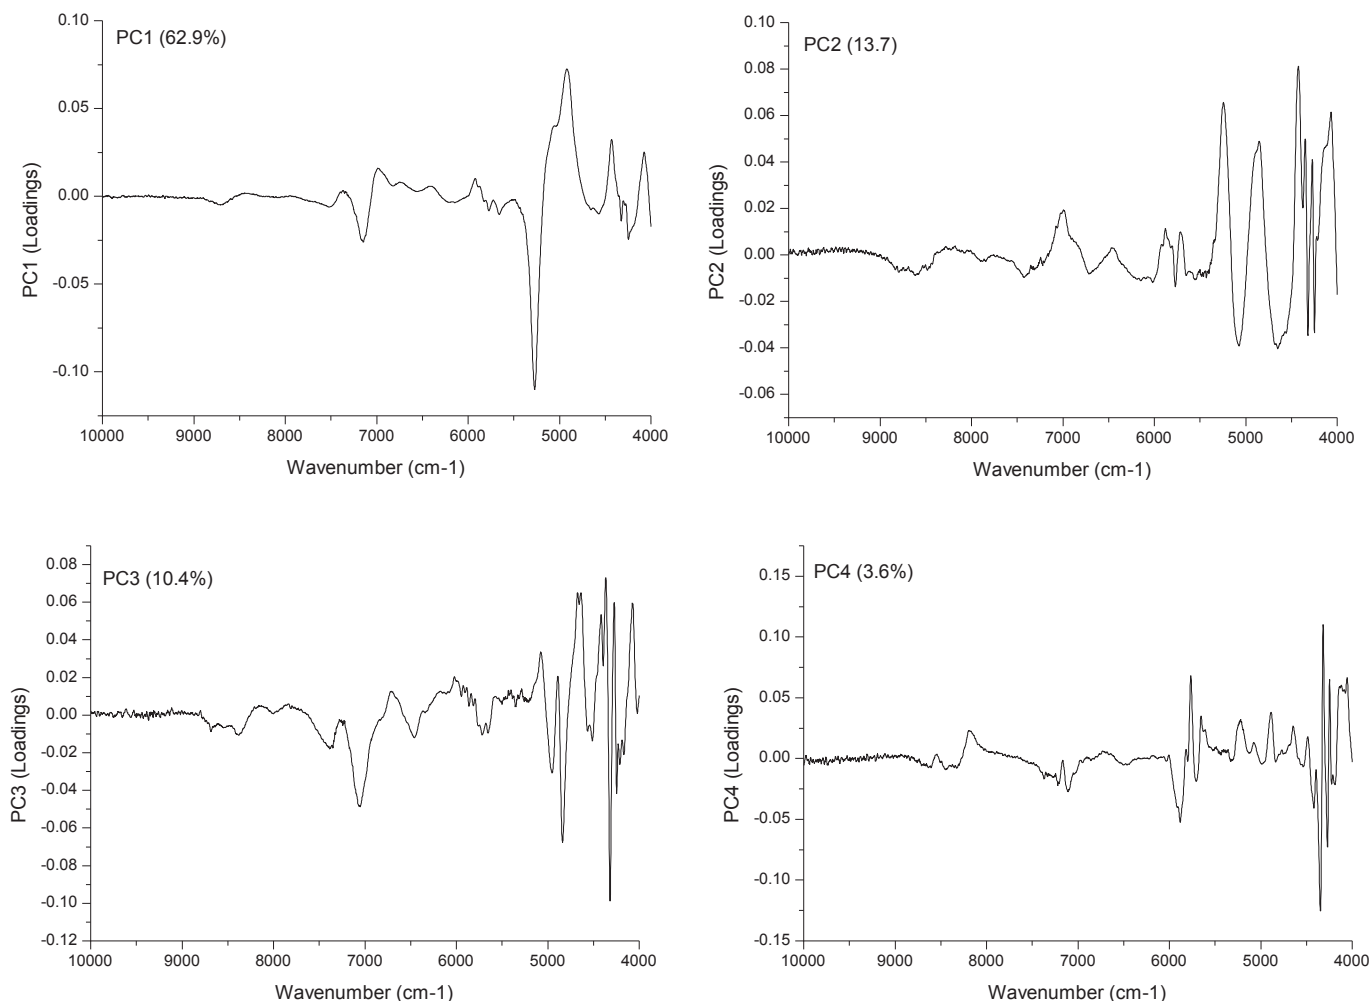 PC1 (62.9%)
0.10
0.05
0.00
-0.05
-0.10
PC1 (Loadings)
10000 9000 8000 7000 6000 5000 4000
Wavenumber (cm-1)
PC2 (13.7)
0.10
0.08
0.06
0.04
0.02
0.00
-0.02
-0.04
-0.06
PC2 (Loadings)
10000 9000 8000 7000 6000 5000 4000
Wavenumber (cm-1)
PC3 (10.4%)
0.08
0.06
0.04
0.02
0.00
-0.02
-0.04
-0.06
-0.08
-0.10
-0.12
PC3 (Loadings)
10000 9000 8000 7000 6000 5000 4000
Wavenumber (cm-1)
PC4 (3.6%)
0.15
0.10
0.05
0.00
-0.05
-0.10
-0.15
PC4 (Loadings)
10000 9000 8000 7000 6000 5000 4000
Wavenumber (cm-1)